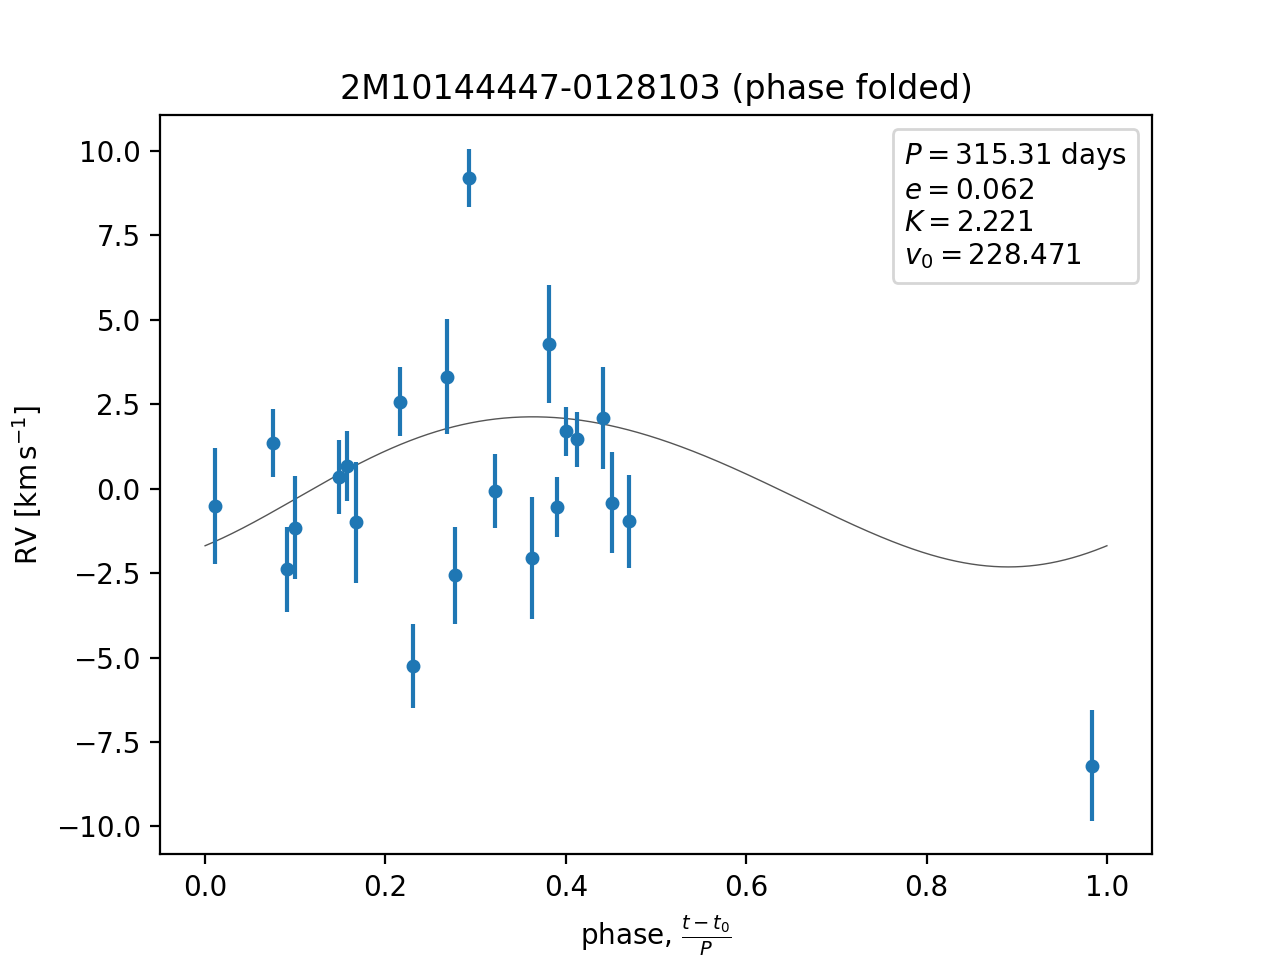 2M10144447-0128103 (phase folded)
P = 315.31 days
e = 0.062
K = 2.221
v₀ = 228.471
10.0
7.5
5.0
2.5
0.0
−2.5
−5.0
−7.5
−10.0
RV [km s⁻¹]
0.0 0.2 0.4 0.6 0.8 1.0
phase, (t − t₀)/P